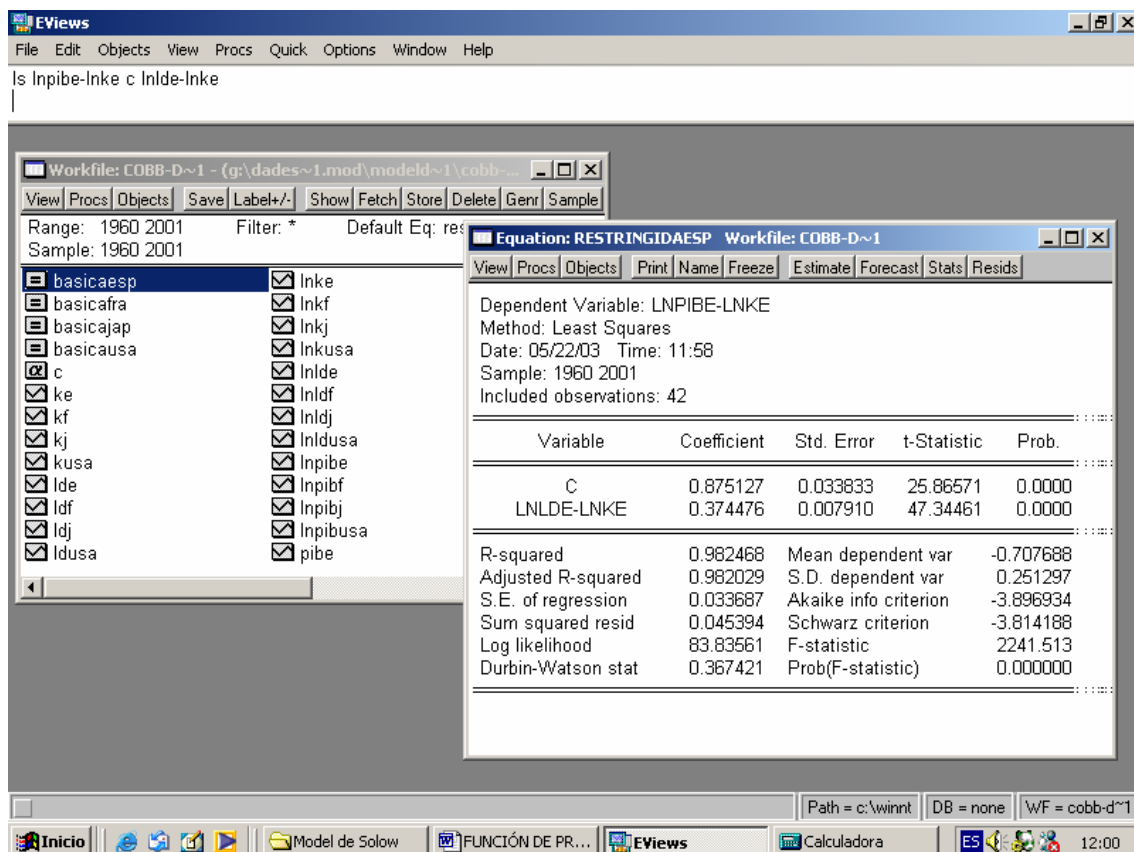 EViews
File Edit Objects View Procs Quick Options Window Help
ls lnpibe-lnke c lnlde-lnke
Workfile: COBB-D~1 - (g:\dades~1.mod\modeld~1\cobb-...
View Procs Objects Save Label+/- Show Fetch Store Delete Genr Sample
Range: 1960 2001 Filter: * Default Eq: res
Sample: 1960 2001
basicaesp
basicafra
basicajap
basicausa
c
ke
kf
kj
kusa
lde
ldf
ldj
ldusa
lnke
lnkf
lnkj
lnkusa
lnlde
lnldf
lnldj
lnldusa
lnpibe
lnpibf
lnpibj
lnpibusa
pibe
Equation: RESTRINGIDAESP Workfile: COBB-D~1
View Procs Objects Print Name Freeze Estimate Forecast Stats Resids
Dependent Variable: LNPIBE-LNKE
Method: Least Squares
Date: 05/22/03 Time: 11:58
Sample: 1960 2001
Included observations: 42
Variable Coefficient Std. Error t-Statistic Prob.
C 0.875127 0.033833 25.86571 0.0000
LNLDE-LNKE 0.374476 0.007910 47.34461 0.0000
R-squared 0.982468 Mean dependent var -0.707688
Adjusted R-squared 0.982029 S.D. dependent var 0.251297
S.E. of regression 0.033687 Akaike info criterion -3.896934
Sum squared resid 0.045394 Schwarz criterion -3.814188
Log likelihood 83.83561 F-statistic 2241.513
Durbin-Watson stat 0.367421 Prob(F-statistic) 0.000000
Path = c:\winnt DB = none WF = cobb-d~1
Inicio Model de Solow FUNCIÓN DE PR... EViews Calculadora ES 12:00